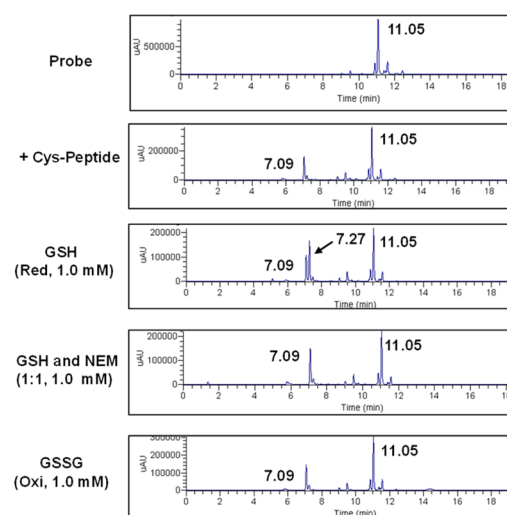 Probe
uAU
500000
0
11.05
0 2 4 6 8 10 12 14 16 18
Time (min)
+ Cys-Peptide
uAU
200000
0
7.09
11.05
0 2 4 6 8 10 12 14 16 18
Time (min)
GSH
(Red, 1.0 mM)
uAU
200000
100000
0
7.09
7.27
11.05
0 2 4 6 8 10 12 14 16 18
Time (min)
GSH and NEM
(1:1, 1.0 mM)
uAU
200000
100000
0
7.09
11.05
0 2 4 6 8 10 12 14 16 18
Time (min)
GSSG
(Oxi, 1.0 mM)
uAU
300000
200000
100000
0
7.09
11.05
0 2 4 6 8 10 12 14 16 18
Time (min)